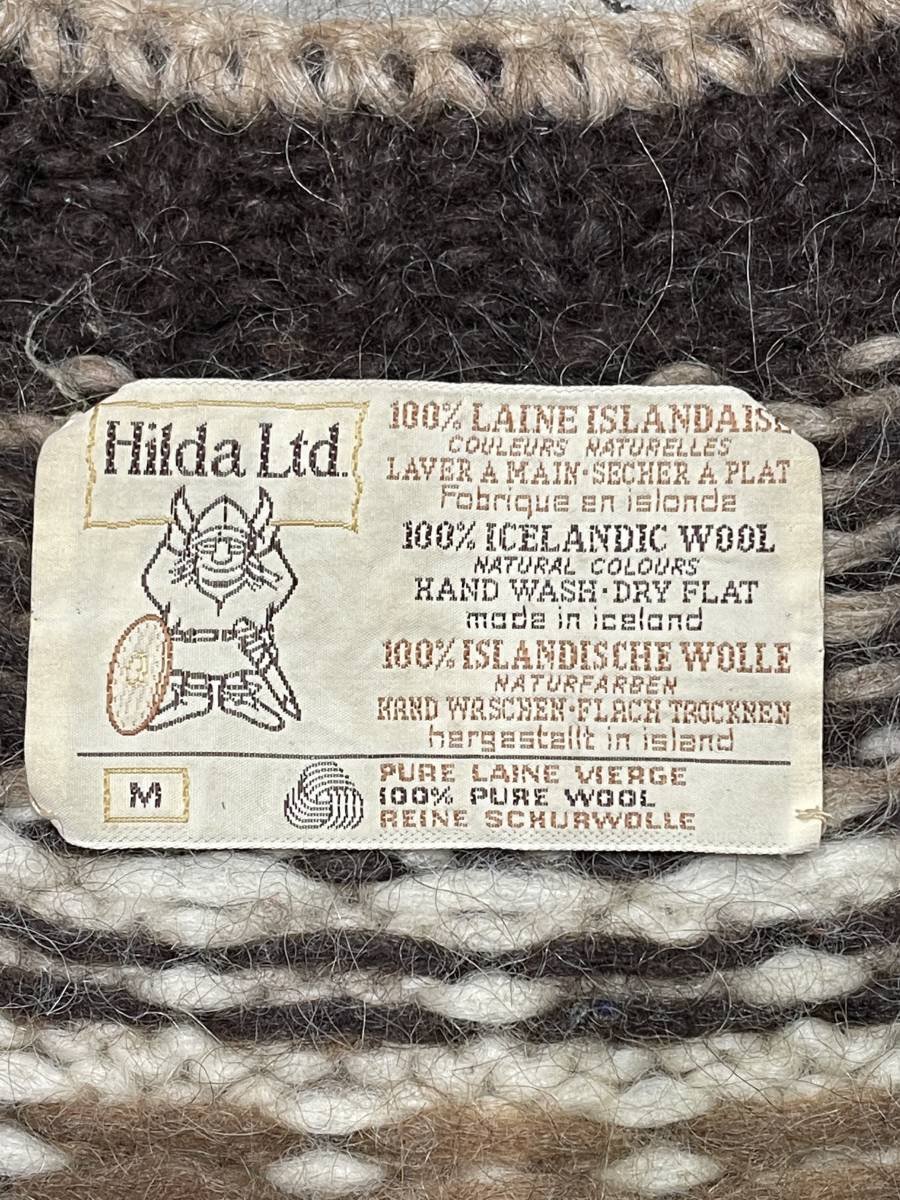 Hilda Ltd.
100% LAINE ISLANDAISE
COULEURS NATURELLES
LAVER A MAIN·SECHER A PLAT
Fabrique en islande
100% ICELANDIC WOOL
NATURAL COLOURS
HAND WASH·DRY FLAT
made in iceland
100% ISLANDISCHE WOLLE
NATURFARBEN
HAND WASCHEN·FLACH TROCKNEN
hergestellt in island
M
PURE LAINE VIERGE
100% PURE WOOL
REINE SCHURWOLLE